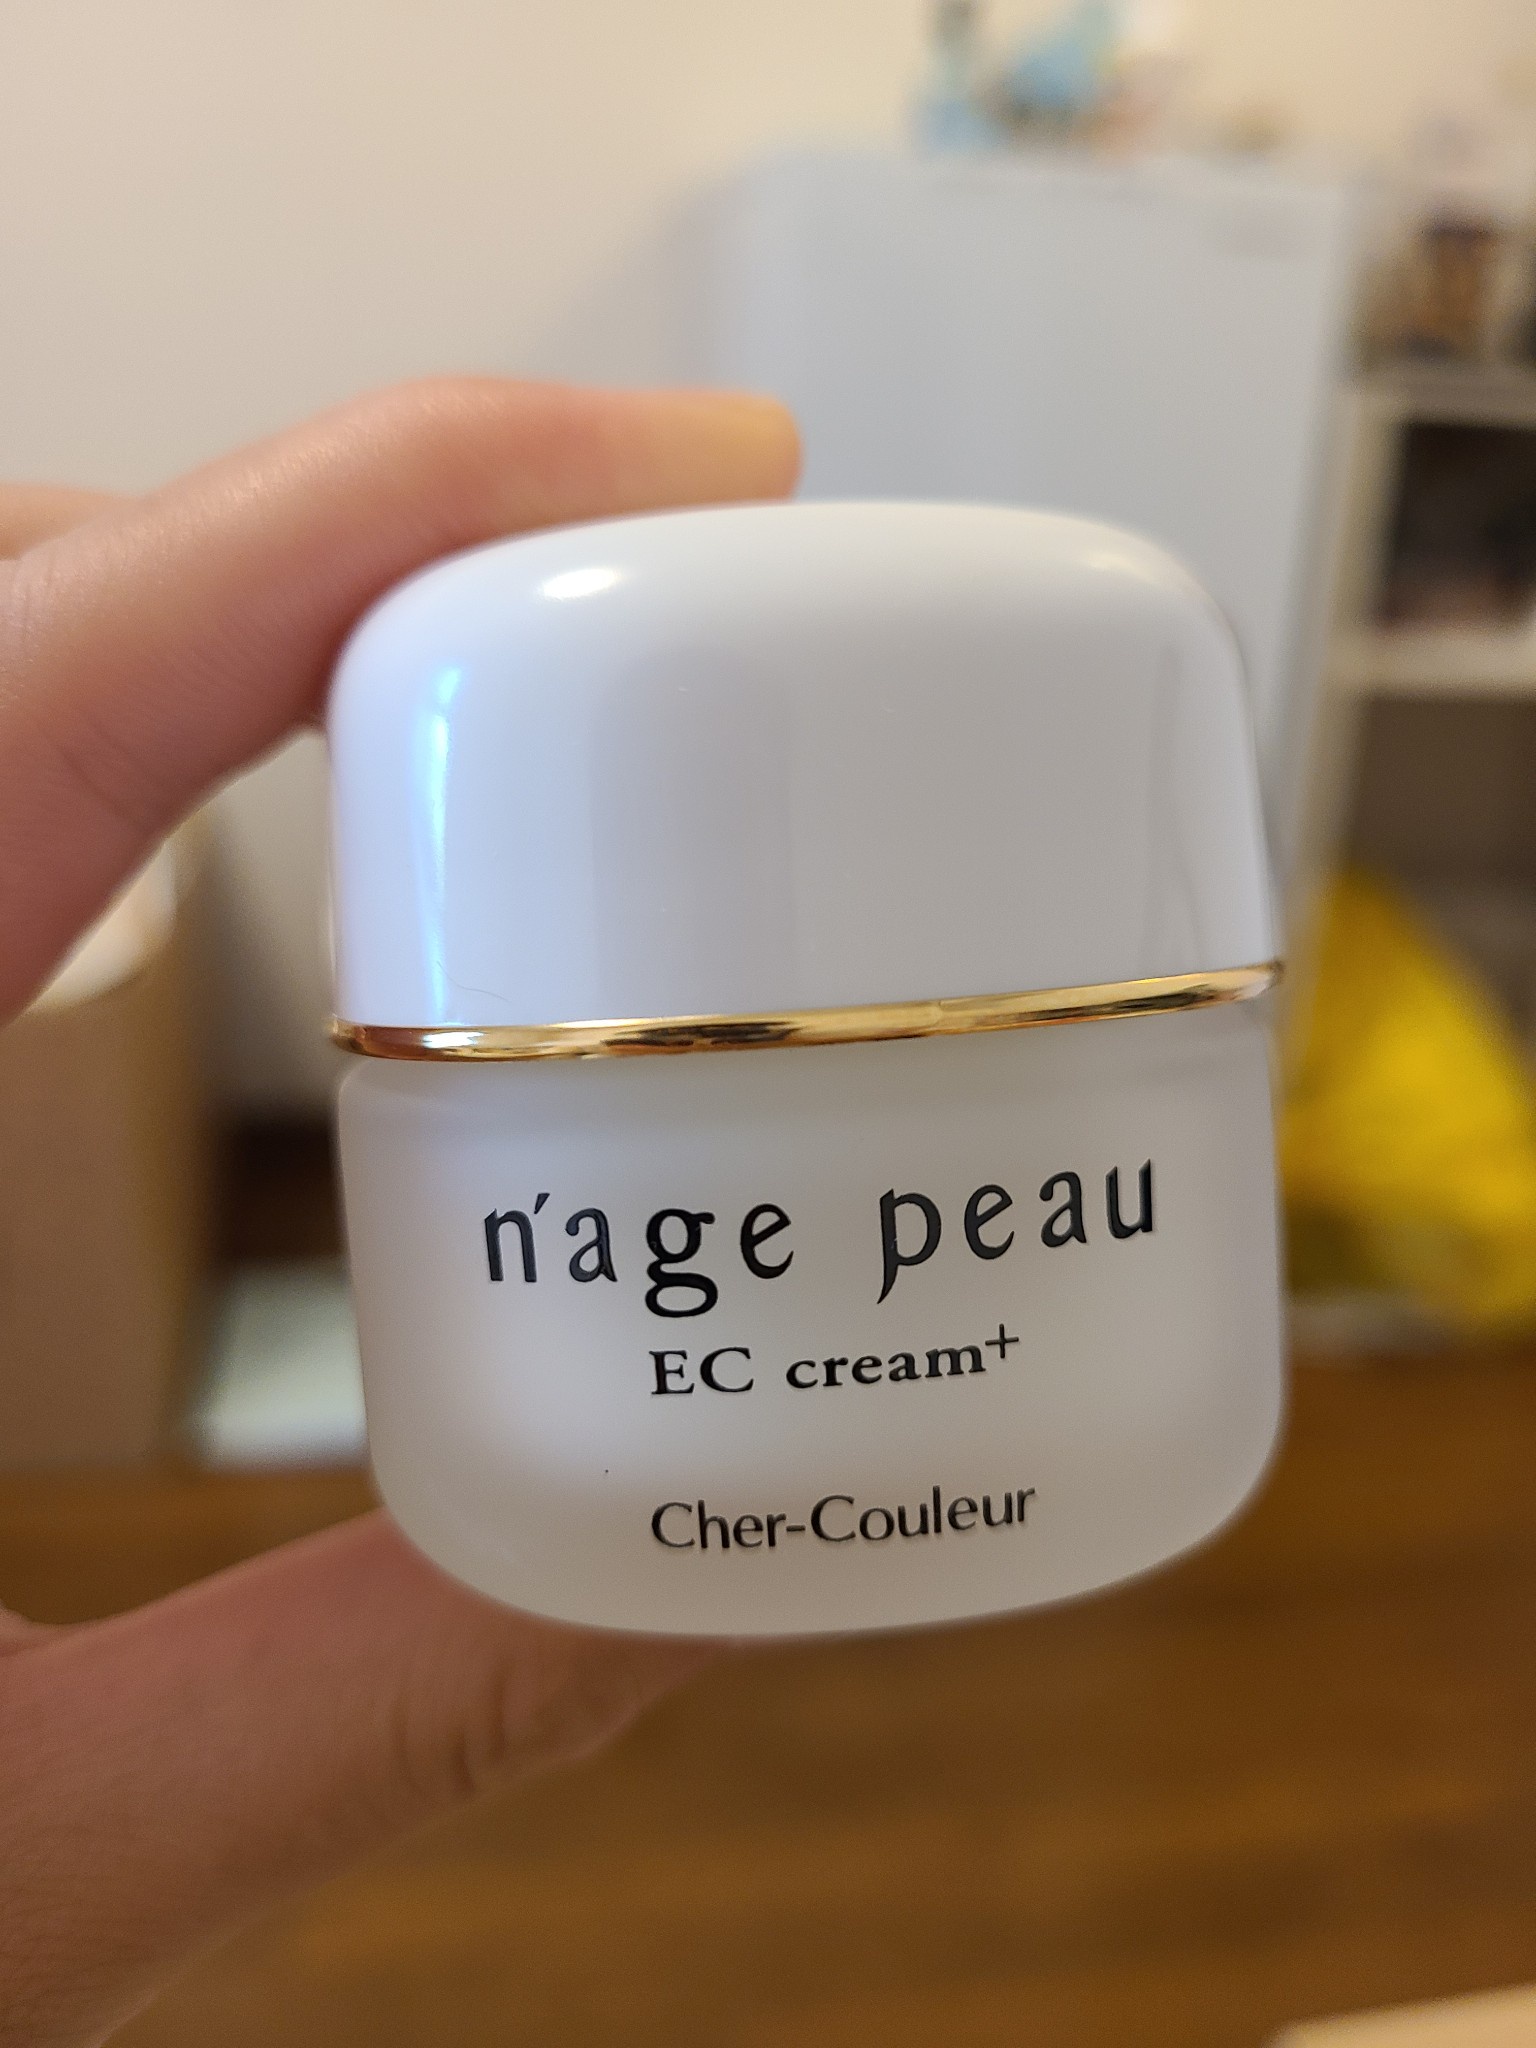 n'age peau
EC cream+
Cher-Couleur